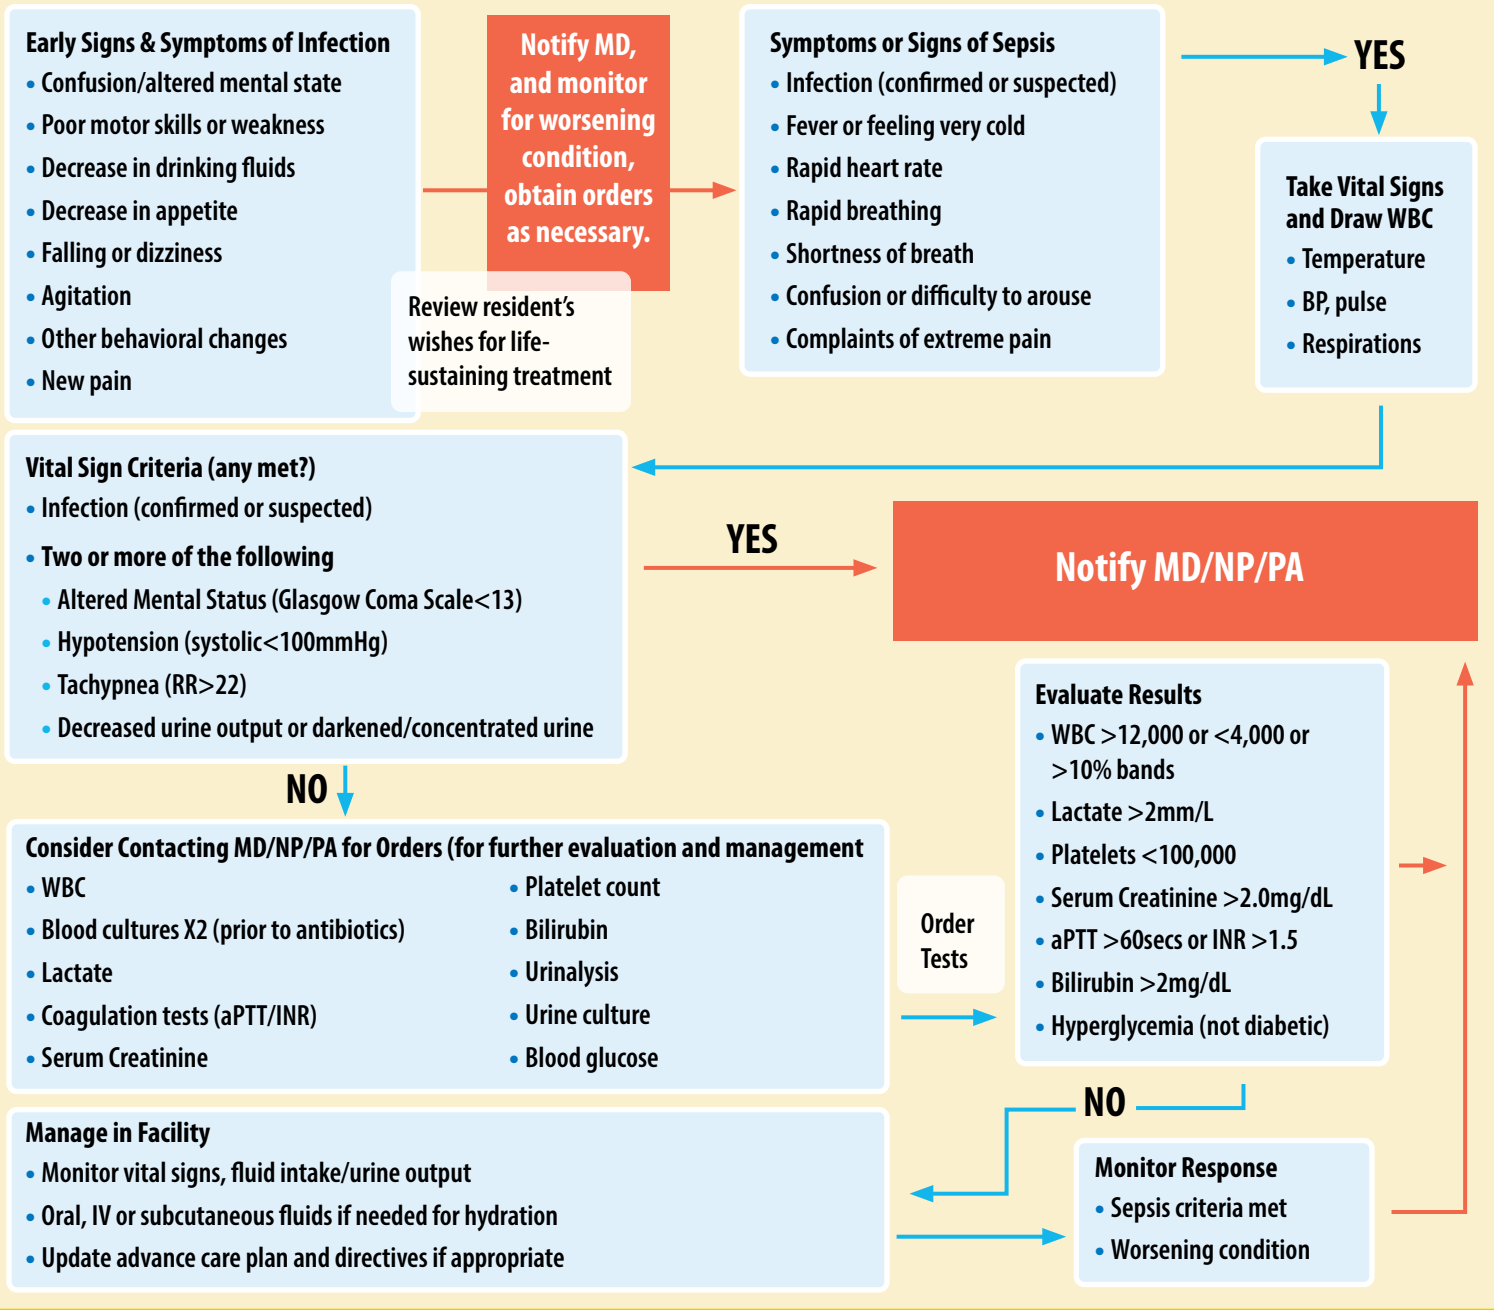 Early Signs & Symptoms of Infection
• Confusion/altered mental state
• Poor motor skills or weakness
• Decrease in drinking fluids
• Decrease in appetite
• Falling or dizziness
• Agitation
• Other behavioral changes
• New pain
Notify MD,
and monitor
for worsening
condition,
obtain orders
as necessary.
Review resident’s
wishes for life-
sustaining treatment
Symptoms or Signs of Sepsis
• Infection (confirmed or suspected)
• Fever or feeling very cold
• Rapid heart rate
• Rapid breathing
• Shortness of breath
• Confusion or difficulty to arouse
• Complaints of extreme pain
YES
Take Vital Signs
and Draw WBC
• Temperature
• BP, pulse
• Respirations
Vital Sign Criteria (any met?)
• Infection (confirmed or suspected)
• Two or more of the following
• Altered Mental Status (Glasgow Coma Scale<13)
• Hypotension (systolic<100mmHg)
• Tachypnea (RR>22)
• Decreased urine output or darkened/concentrated urine
YES
Notify MD/NP/PA
NO
Consider Contacting MD/NP/PA for Orders (for further evaluation and management
• WBC
• Blood cultures X2 (prior to antibiotics)
• Lactate
• Coagulation tests (aPTT/INR)
• Serum Creatinine
• Platelet count
• Bilirubin
• Urinalysis
• Urine culture
• Blood glucose
Order
Tests
Evaluate Results
• WBC >12,000 or <4,000 or
>10% bands
• Lactate >2mm/L
• Platelets <100,000
• Serum Creatinine >2.0mg/dL
• aPTT >60secs or INR >1.5
• Bilirubin >2mg/dL
• Hyperglycemia (not diabetic)
NO
Manage in Facility
• Monitor vital signs, fluid intake/urine output
• Oral, IV or subcutaneous fluids if needed for hydration
• Update advance care plan and directives if appropriate
Monitor Response
• Sepsis criteria met
• Worsening condition